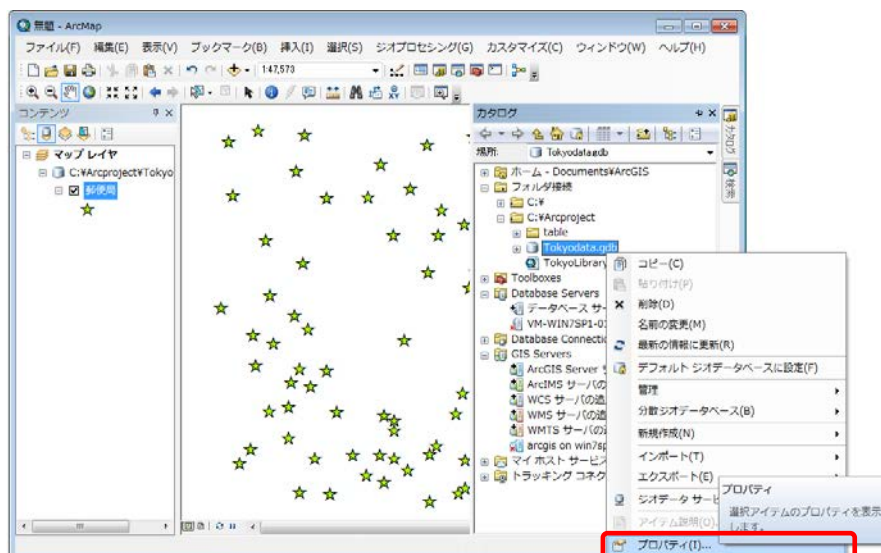 無題 - ArcMap
ファイル(F) 編集(E) 表示(V) ブックマーク(B) 挿入(I) 選択(S) ジオプロセシング(G) カスタマイズ(C) ウィンドウ(W) ヘルプ(H)
1:47,573
コンテンツ
マップ レイヤ
C:¥Arcproject¥Tokyo
郵便局
カタログ
場所: Tokyodata.gdb
ホーム - Documents¥ArcGIS
フォルダ接続
C:¥
C:¥Arcproject
table
Tokyodata.gdb
TokyoLibrary
Toolboxes
Database Servers
データベース サー
VM-WIN7SP1-01
Database Connectio
GIS Servers
ArcGIS Server
ArcIMS サーバの
WCS サーバの追
WMS サーバの追
WMTS サーバの
arcgis on win7sp
マイ ホスト サービス
トラッキング コネク
カタログ
検索
コピー(C)
貼り付け(P)
削除(D)
名前の変更(M)
最新の情報に更新(R)
デフォルト ジオデータベースに設定(F)
管理
分散ジオデータベース(B)
新規作成(N)
インポート(T)
エクスポート(E)
ジオデータ サービ
アイテム説明(O)...
プロパティ(I)...
プロパティ
選択アイテムのプロパティを表示
します。